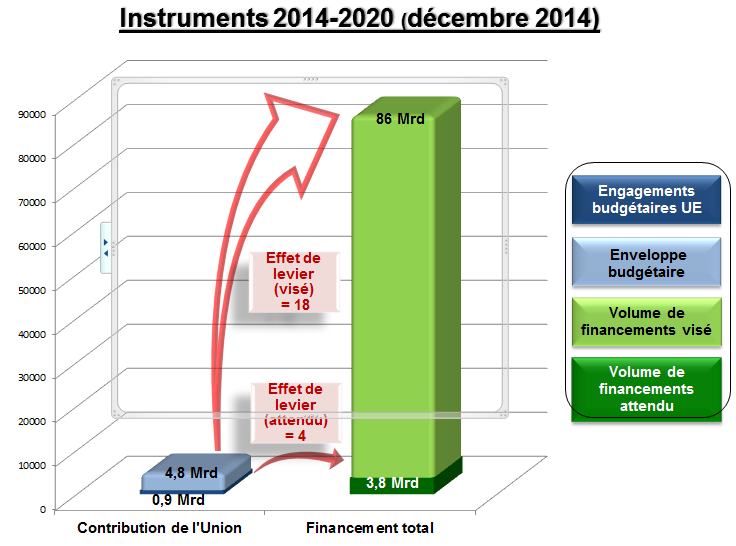 Instruments 2014-2020 (décembre 2014)
90000
80000
70000
60000
50000
40000
30000
20000
10000
0
86 Mrd
Effet de
levier
(visé)
= 18
Effet de
levier
(attendu)
= 4
4,8 Mrd
0,9 Mrd
3,8 Mrd
Contribution de l'Union
Financement total
Engagements
budgétaires UE
Enveloppe
budgétaire
Volume de
financements visé
Volume de
financements
attendu